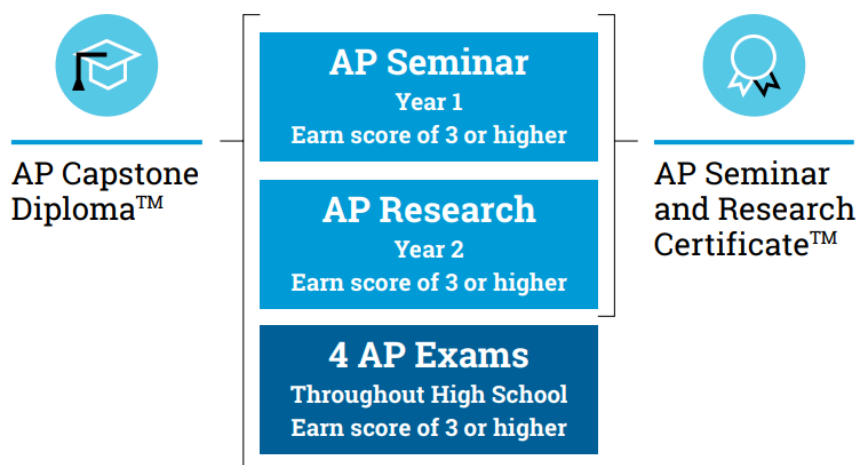 AP Capstone
Diploma™
AP Seminar
Year 1
Earn score of 3 or higher
AP Research
Year 2
Earn score of 3 or higher
4 AP Exams
Throughout High School
Earn score of 3 or higher
AP Seminar
and Research
Certificate™